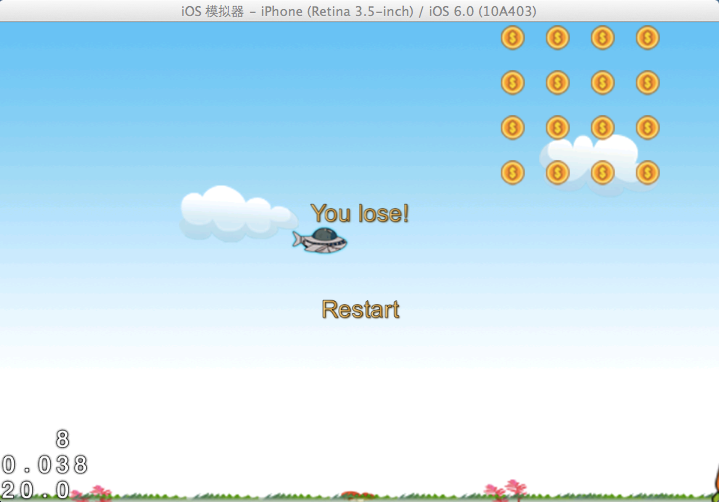 iOS 模拟器 - iPhone (Retina 3.5-inch) / iOS 6.0 (10A403)
You lose!
Restart
8
0.038
20.0